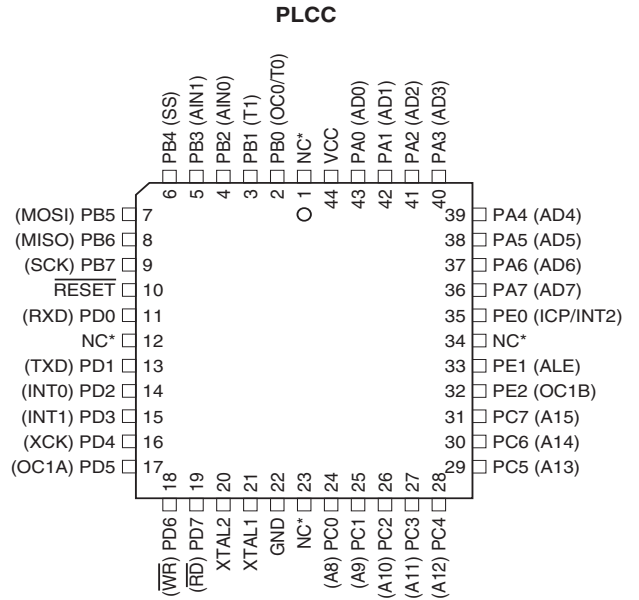 PLCC
PB4 (SS)
PB3 (AIN1)
PB2 (AIN0)
PB1 (T1)
PB0 (OC0/T0)
NC*
VCC
PA0 (AD0)
PA1 (AD1)
PA2 (AD2)
PA3 (AD3)
6
5
4
3
2
1
44
43
42
41
40
(MOSI) PB5 7
(MISO) PB6 8
(SCK) PB7 9
RESET 10
(RXD) PD0 11
NC* 12
(TXD) PD1 13
(INT0) PD2 14
(INT1) PD3 15
(XCK) PD4 16
(OC1A) PD5 17
39 PA4 (AD4)
38 PA5 (AD5)
37 PA6 (AD6)
36 PA7 (AD7)
35 PE0 (ICP/INT2)
34 NC*
33 PE1 (ALE)
32 PE2 (OC1B)
31 PC7 (A15)
30 PC6 (A14)
29 PC5 (A13)
18
19
20
21
22
23
24
25
26
27
28
(WR) PD6
(RD) PD7
XTAL2
XTAL1
GND
NC*
(A8) PC0
(A9) PC1
(A10) PC2
(A11) PC3
(A12) PC4